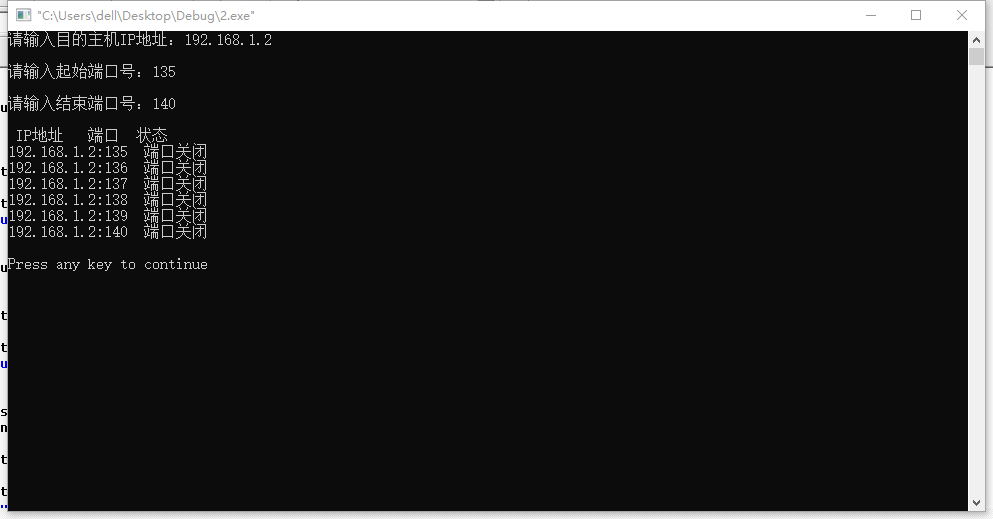 "C:\Users\dell\Desktop\Debug\2.exe"
请输入目的主机IP地址：192.168.1.2
请输入起始端口号：135
请输入结束端口号：140
IP地址   端口  状态
192.168.1.2:135  端口关闭
192.168.1.2:136  端口关闭
192.168.1.2:137  端口关闭
192.168.1.2:138  端口关闭
192.168.1.2:139  端口关闭
192.168.1.2:140  端口关闭
Press any key to continue